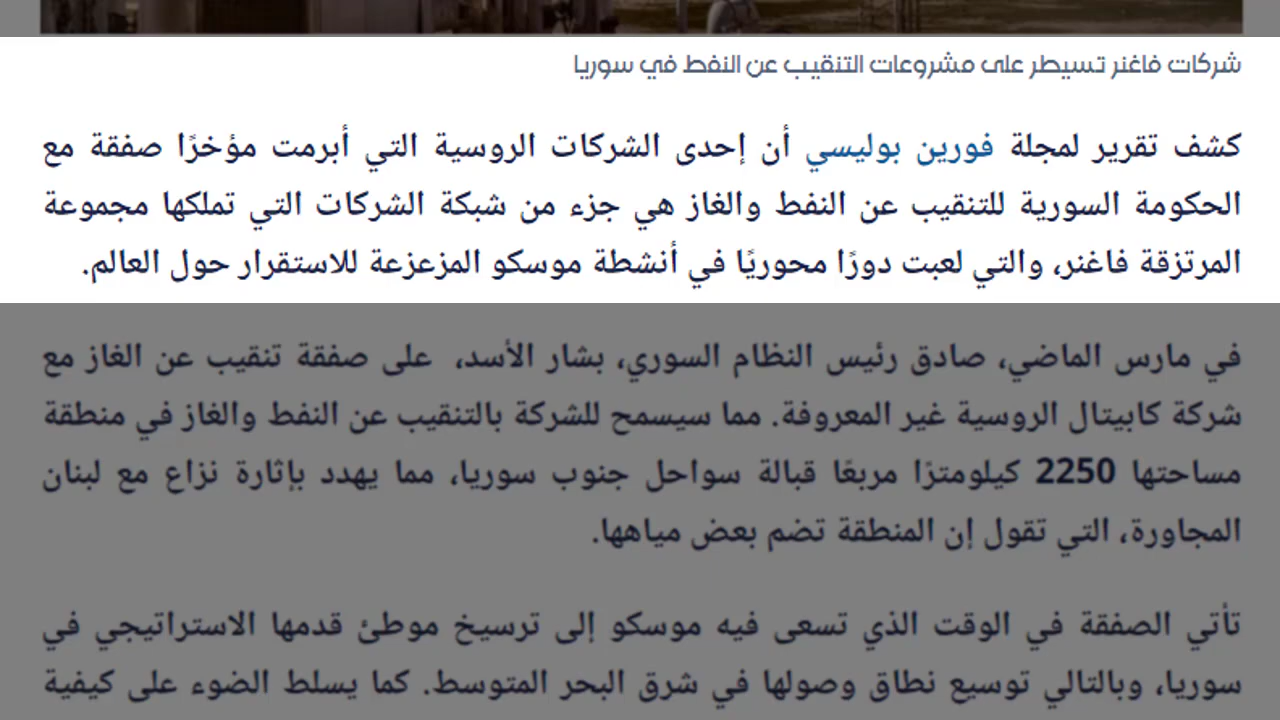 شركات فاغنر تسيطر على مشروعات التنقيب عن النفط في سوريا
كشف تقرير لمجلة فورين بوليسي أن إحدى الشركات الروسية التي أبرمت مؤخرًا صفقة مع
الحكومة السورية للتنقيب عن النفط والغاز هي جزء من شبكة الشركات التي تملكها مجموعة
المرتزقة فاغنر، والتي لعبت دورًا محوريًا في أنشطة موسكو المزعزعة للاستقرار حول العالم.
في مارس الماضي، صادق رئيس النظام السوري، بشار الأسد، على صفقة تنقيب عن الغاز مع
شركة كابيتال الروسية غير المعروفة. مما سيسمح للشركة بالتنقيب عن النفط والغاز في منطقة
مساحتها 2250 كيلومترًا مربعًا قبالة سواحل جنوب سوريا، مما يهدد بإثارة نزاع مع لبنان
المجاورة، التي تقول إن المنطقة تضم بعض مياهها.
تأتي الصفقة في الوقت الذي تسعى فيه موسكو إلى ترسيخ موطئ قدمها الاستراتيجي في
سوريا، وبالتالي توسيع نطاق وصولها في شرق البحر المتوسط. كما يسلط الضوء على كيفية